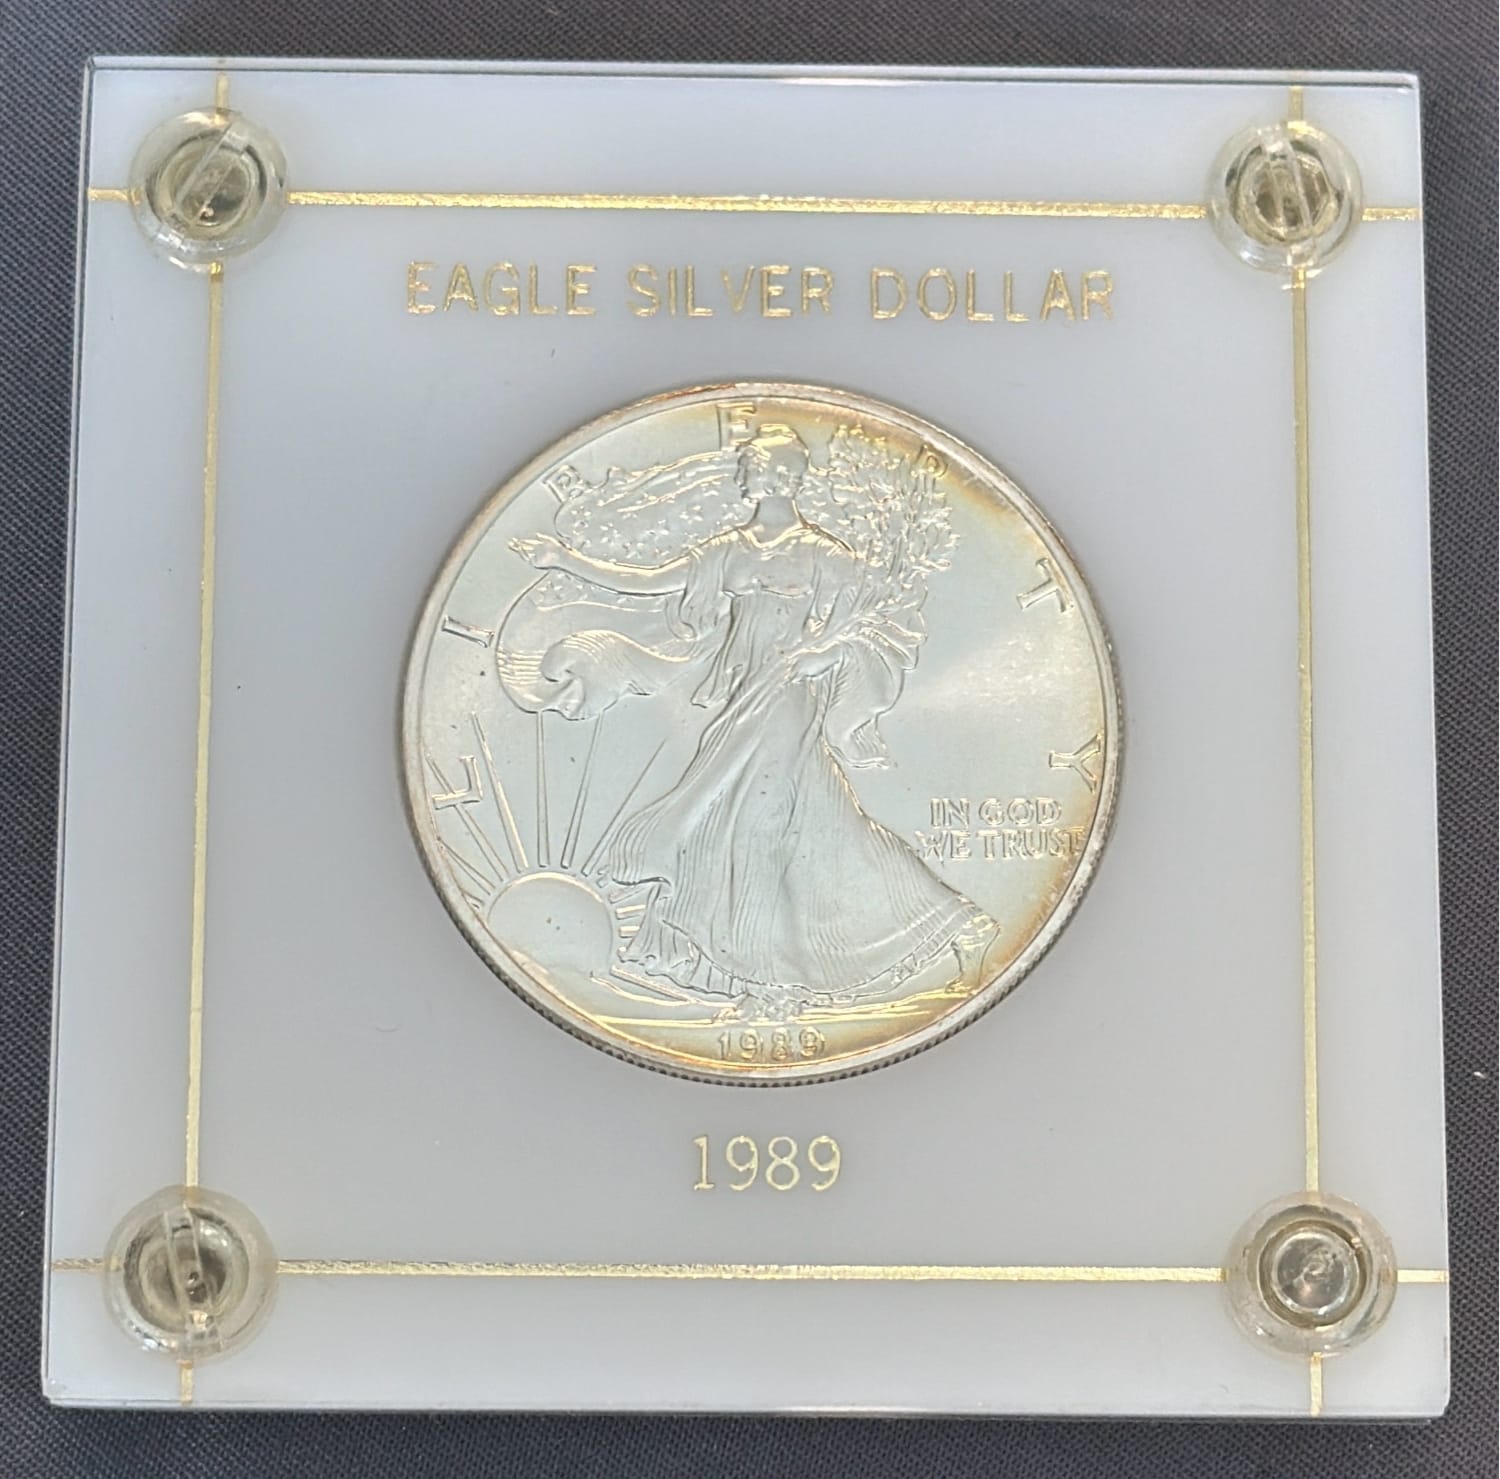 EAGLE SILVER DOLLAR
LIBERTY
IN GOD
WE TRUST
1989
1989